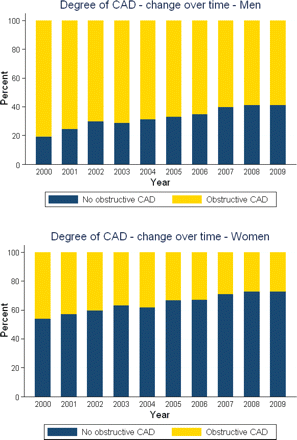 Degree of CAD - change over time - Men
Percent
100
80
60
40
20
0
2000 2001 2002 2003 2004 2005 2006 2007 2008 2009
Year
No obstructive CAD Obstructive CAD
Degree of CAD - change over time - Women
Percent
100
80
60
40
20
0
2000 2001 2002 2003 2004 2005 2006 2007 2008 2009
Year
No obstructive CAD Obstructive CAD